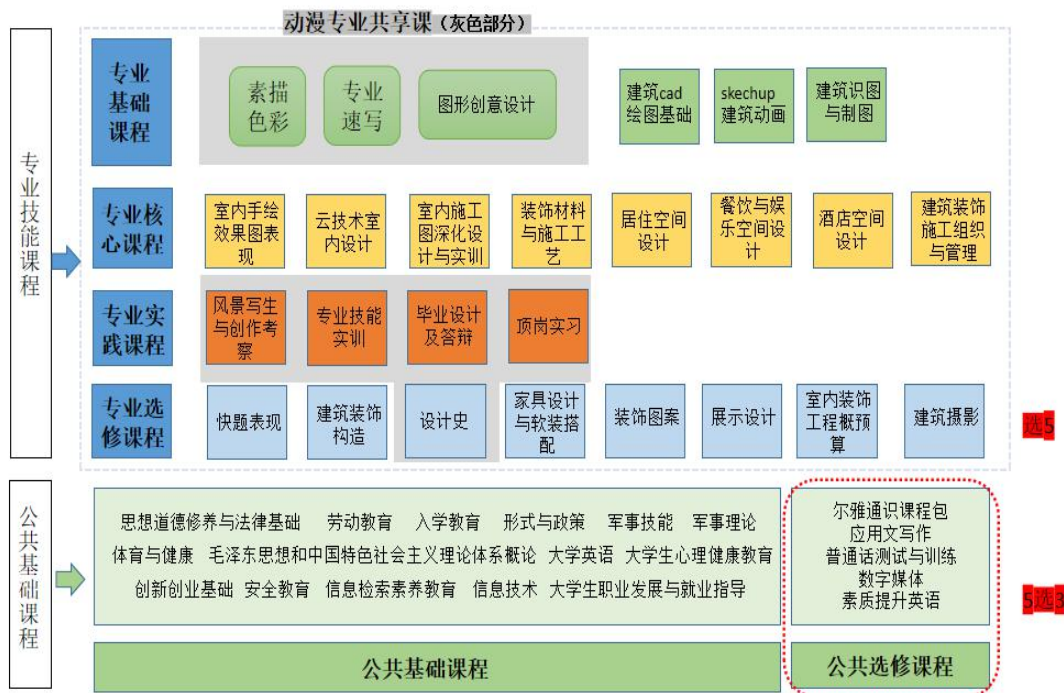 动漫专业共享课（灰色部分）
专业技能课程
专业
基础
课程
素描
色彩
专业
速写
图形创意设计
建筑cad
绘图基础
skechup
建筑动画
建筑识图
与制图
专业核
心课程
室内手绘
效果图表
现
云技术室
内设计
室内施工
图深化设
计与实训
装饰材料
与施工工
艺
居住空间
设计
餐饮与娱
乐空间设
计
酒店空间
设计
建筑装饰
施工组织
与管理
专业实
践课程
风景写生
与创作考
察
专业技能
实训
毕业设计
及答辩
顶岗实习
专业选
修课程
快题表现
建筑装饰
构造
设计史
家具设计
与软装搭
配
装饰图案
展示设计
室内装饰
工程概预
算
建筑摄影
选5
公共基础课程
思想道德修养与法律基础 劳动教育 入学教育 形式与政策 军事技能 军事理论
体育与健康 毛泽东思想和中国特色社会主义理论体系概论 大学英语 大学生心理健康教育
创新创业基础 安全教育 信息检索素养教育 信息技术 大学生职业发展与就业指导
尔雅通识课程包
应用文写作
普通话测试与训练
数字媒体
素质提升英语
5选3
公共基础课程
公共选修课程